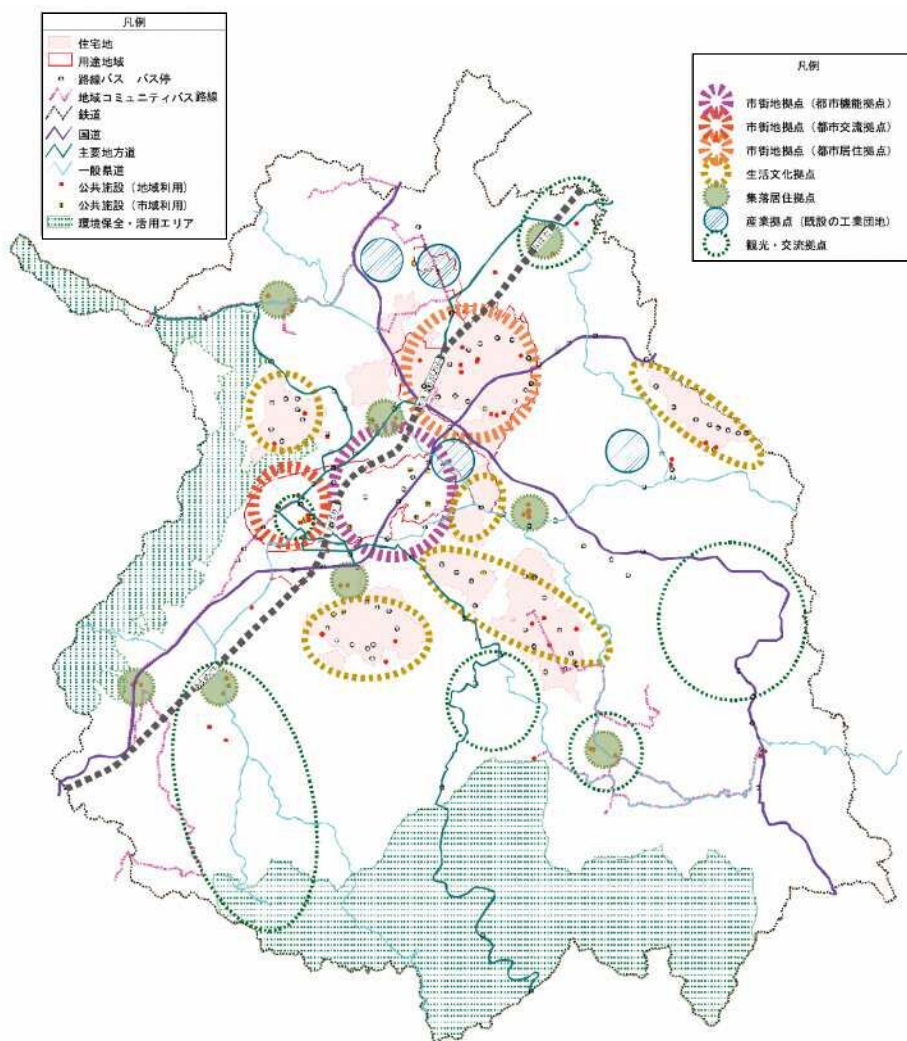 凡例
住宅地
用途地域
路線バス バス停
地域コミュニティバス路線
鉄道
国道
主要地方道
一般県道
公共施設（地域利用）
公共施設（市域利用）
環境保全・活用エリア
凡例
市街地拠点（都市機能拠点）
市街地拠点（都市交流拠点）
市街地拠点（都市居住拠点）
生活文化拠点
集落居住拠点
産業拠点（既設の工業団地）
観光・交流拠点